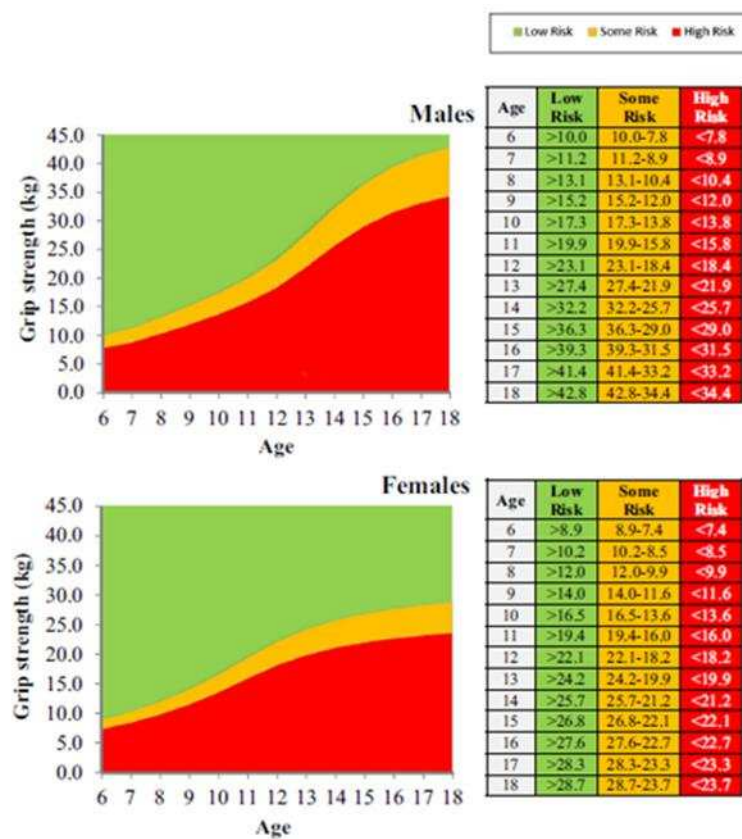 Low Risk Some Risk High Risk
Males
45.0
40.0
35.0
30.0
25.0
20.0
15.0
10.0
5.0
0.0
Grip strength (kg)
6 7 8 9 10 11 12 13 14 15 16 17 18
Age
Age Low Risk Some Risk High Risk
6 >10.0 10.0-7.8 <7.8
7 >11.2 11.2-8.9 <8.9
8 >13.1 13.1-10.4 <10.4
9 >15.2 15.2-12.0 <12.0
10 >17.3 17.3-13.8 <13.8
11 >19.9 19.9-15.8 <15.8
12 >23.1 23.1-18.4 <18.4
13 >27.4 27.4-21.9 <21.9
14 >32.2 32.2-25.7 <25.7
15 >36.3 36.3-29.0 <29.0
16 >39.3 39.3-31.5 <31.5
17 >41.4 41.4-33.2 <33.2
18 >42.8 42.8-34.4 <34.4
Females
45.0
40.0
35.0
30.0
25.0
20.0
15.0
10.0
5.0
0.0
Grip strength (kg)
6 7 8 9 10 11 12 13 14 15 16 17 18
Age
Age Low Risk Some Risk High Risk
6 >8.9 8.9-7.4 <7.4
7 >10.2 10.2-8.5 <8.5
8 >12.0 12.0-9.9 <9.9
9 >14.0 14.0-11.6 <11.6
10 >16.5 16.5-13.6 <13.6
11 >19.4 19.4-16.0 <16.0
12 >22.1 22.1-18.2 <18.2
13 >24.2 24.2-19.9 <19.9
14 >25.7 25.7-21.2 <21.2
15 >26.8 26.8-22.1 <22.1
16 >27.6 27.6-22.7 <22.7
17 >28.3 28.3-23.3 <23.3
18 >28.7 28.7-23.7 <23.7